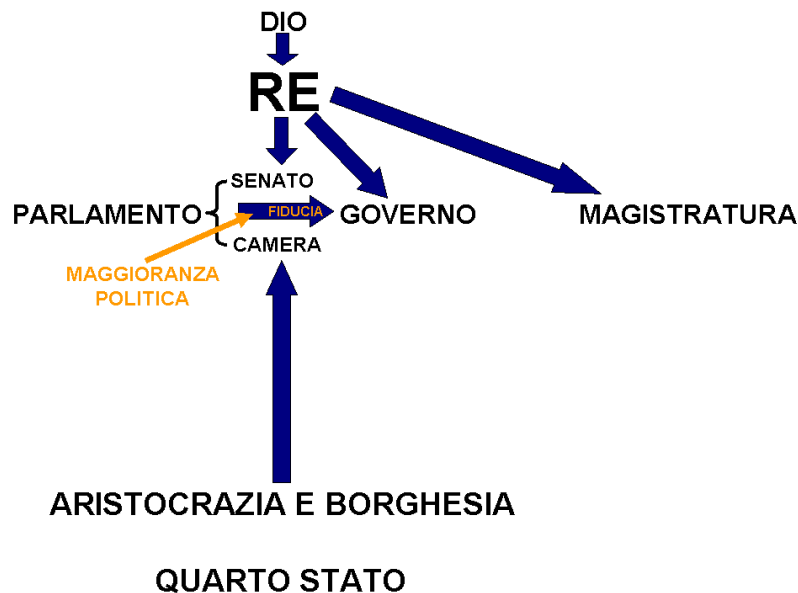 DIO
RE
SENATO
PARLAMENTO
FIDUCIA
GOVERNO
MAGISTRATURA
CAMERA
MAGGIORANZA
POLITICA
ARISTOCRAZIA E BORGHESIA
QUARTO STATO